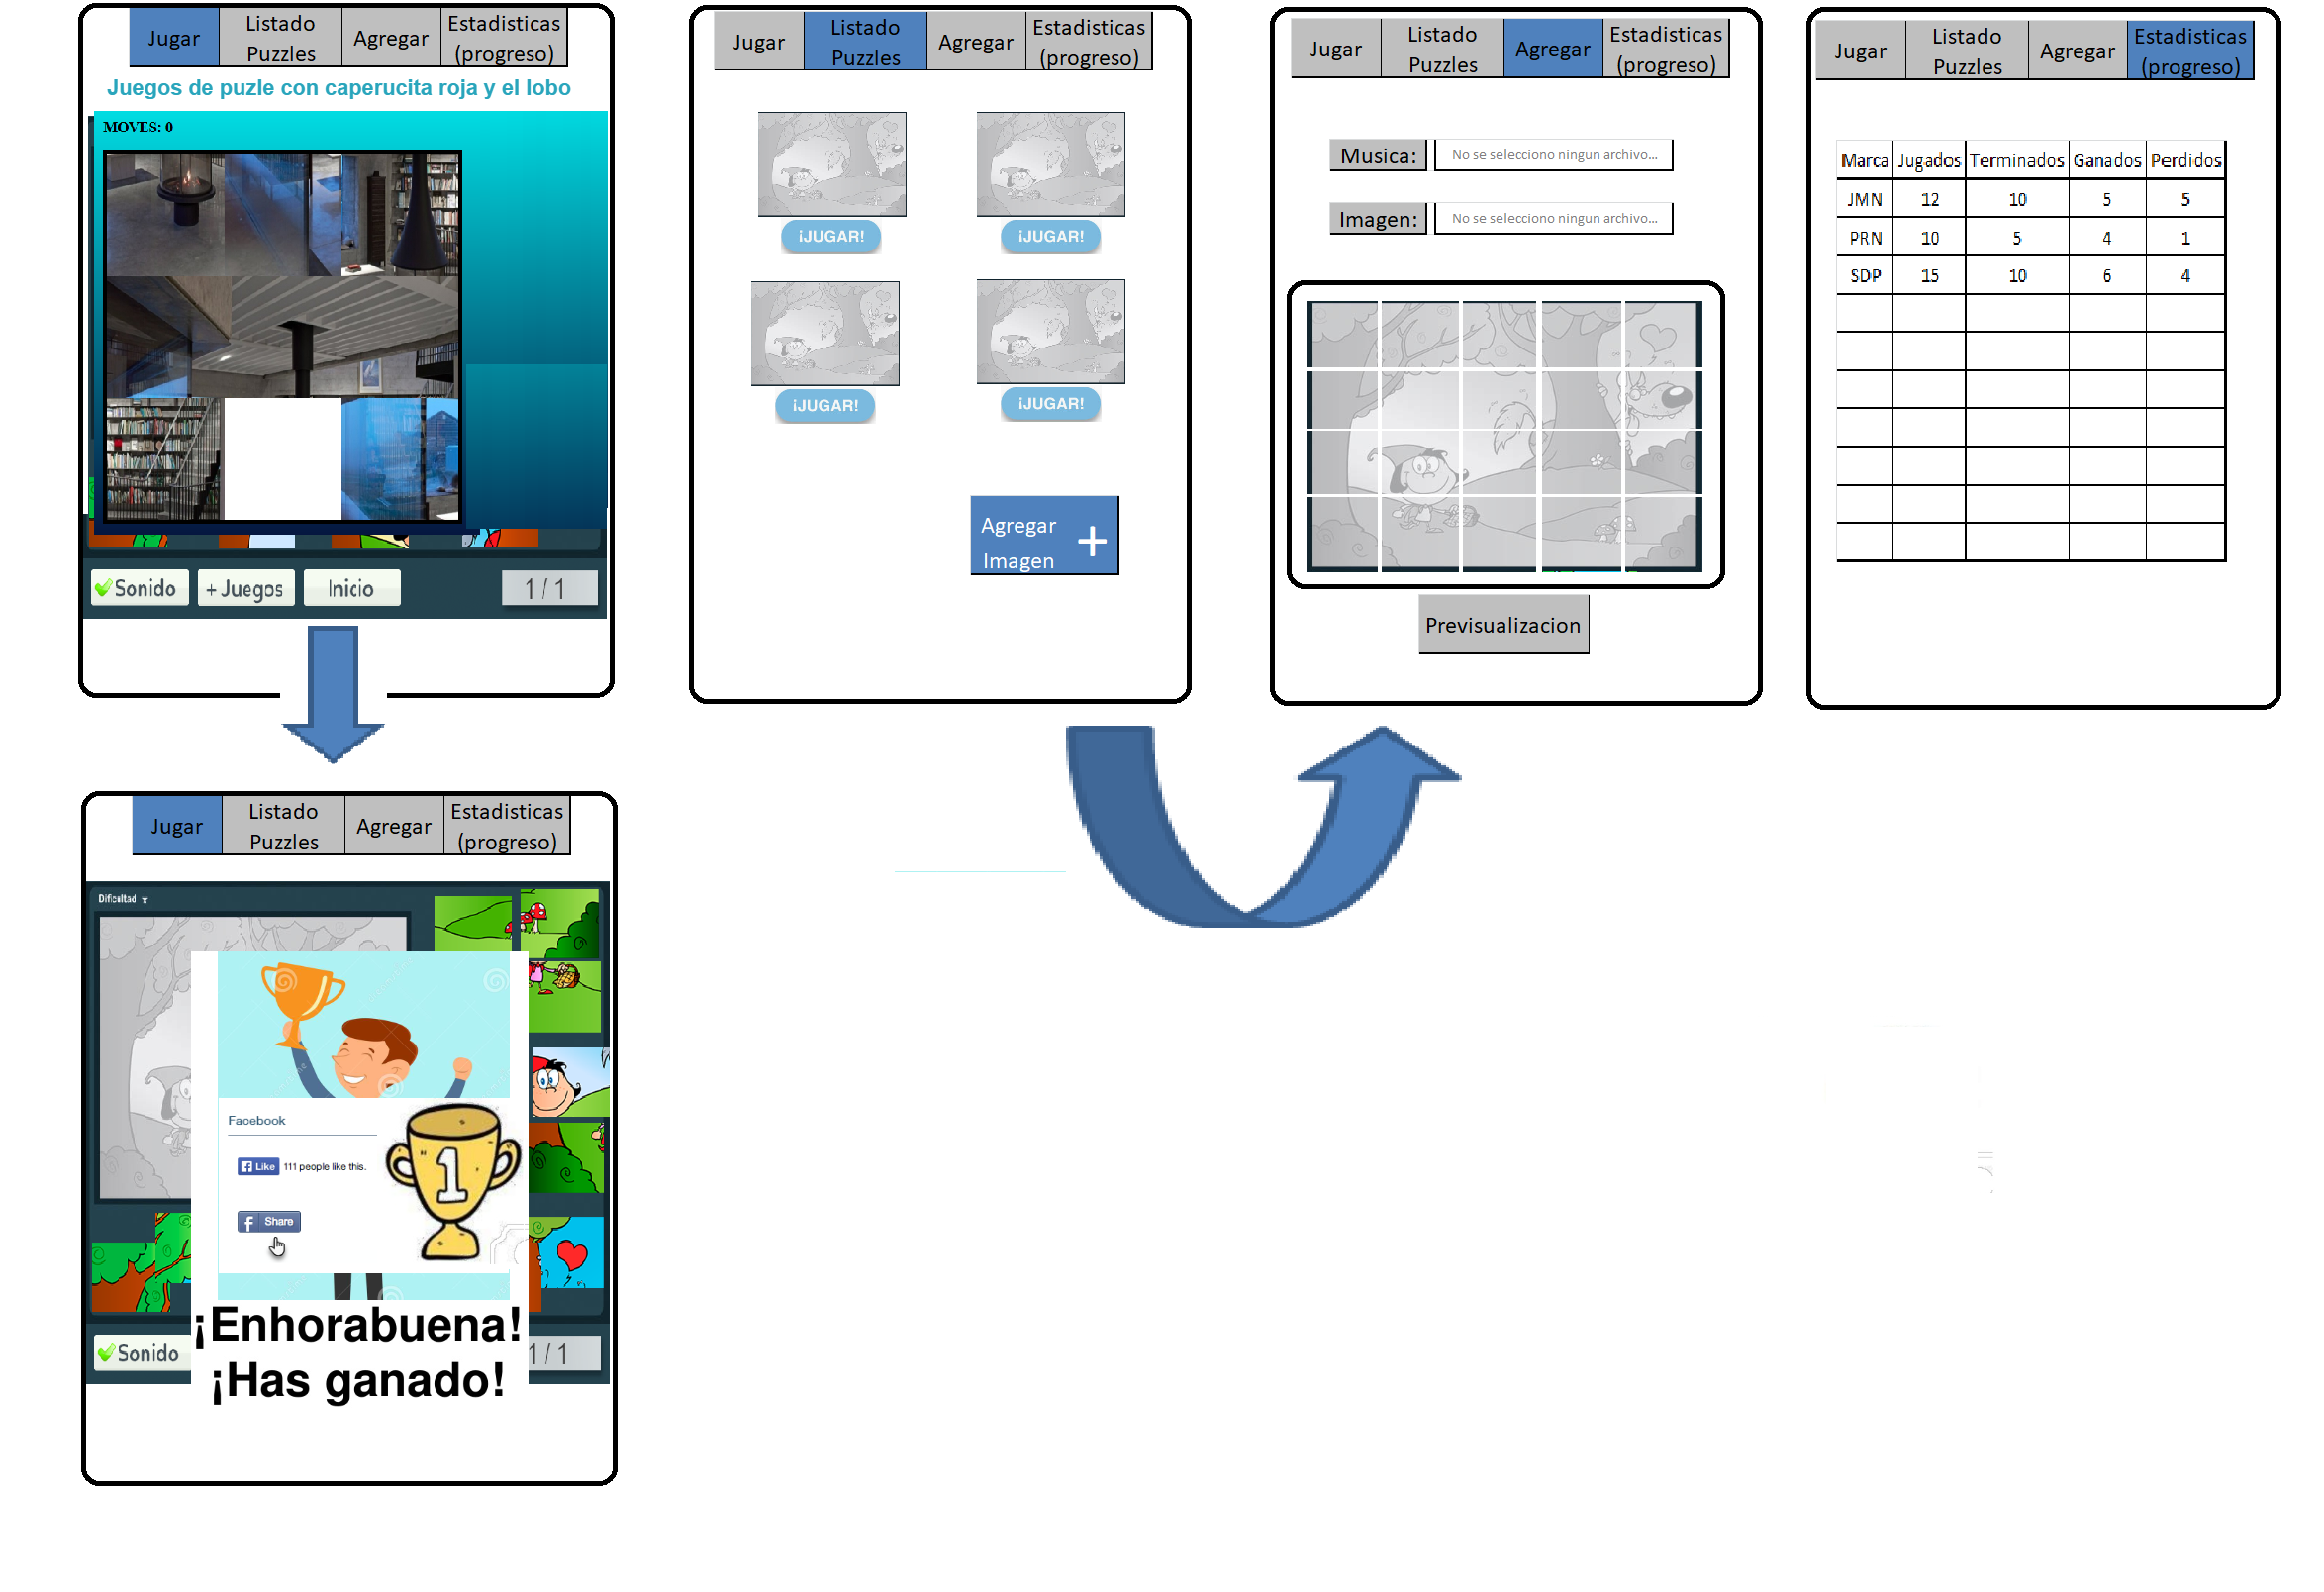 Jugar
Listado
Puzzles
Agregar
Estadisticas
(progreso)
Juegos de puzle con caperucita roja y el lobo
MOVES: 0
Sonido
+ Juegos
Inicio
1 / 1
Jugar
Listado
Puzzles
Agregar
Estadisticas
(progreso)
¡JUGAR!
¡JUGAR!
¡JUGAR!
¡JUGAR!
Agregar
Imagen
+
Jugar
Listado
Puzzles
Agregar
Estadisticas
(progreso)
Musica:
No se selecciono ningun archivo...
Imagen:
No se selecciono ningun archivo...
Previsualizacion
Jugar
Listado
Puzzles
Agregar
Estadisticas
(progreso)
Marca Jugados Terminados Ganados Perdidos
JMN 12 10 5 5
PRN 10 5 4 1
SDP 15 10 6 4
Jugar
Listado
Puzzles
Agregar
Estadisticas
(progreso)
Dificultad
Facebook
Like 111 people like this.
Share
1
¡Enhorabuena!
¡Has ganado!
Sonido
1 / 1